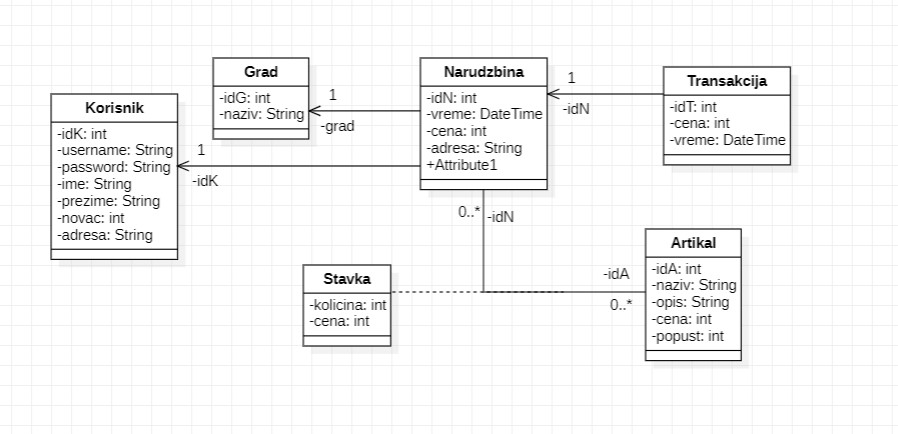 Grad
-idG: int
-naziv: String
Narudzbina
-idN: int
-vreme: DateTime
-cena: int
-adresa: String
+Attribute1
Transakcija
-idT: int
-cena: int
-vreme: DateTime
Korisnik
-idK: int
-username: String
-password: String
-ime: String
-prezime: String
-novac: int
-adresa: String
1
-grad
1
-idK
1
-idN
0..*
-idN
-idA
0..*
Stavka
-kolicina: int
-cena: int
Artikal
-idA: int
-naziv: String
-opis: String
-cena: int
-popust: int